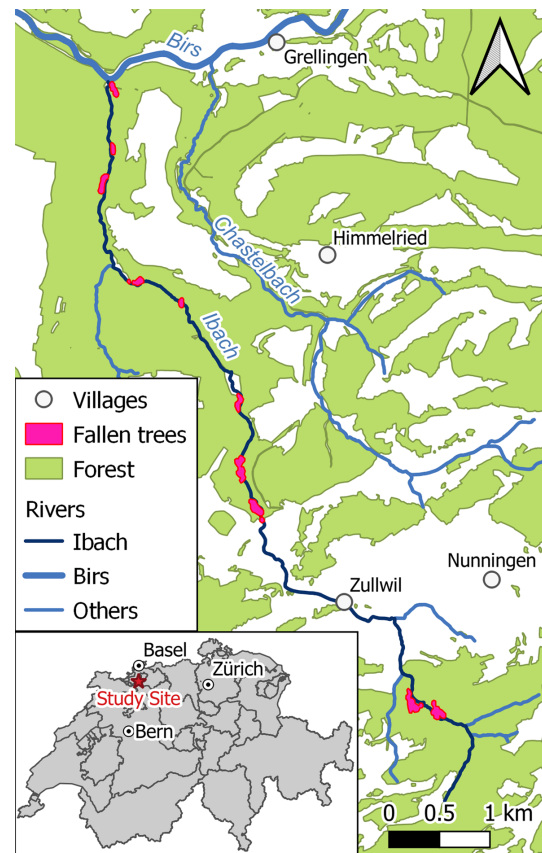 Birs
Grellingen
Himmelried
Chastelbach
Ibach
Villages
Fallen trees
Forest
Rivers
Ibach
Birs
Others
Nunningen
Zullwil
Basel
Zürich
Study Site
Bern
0 0.5 1 km